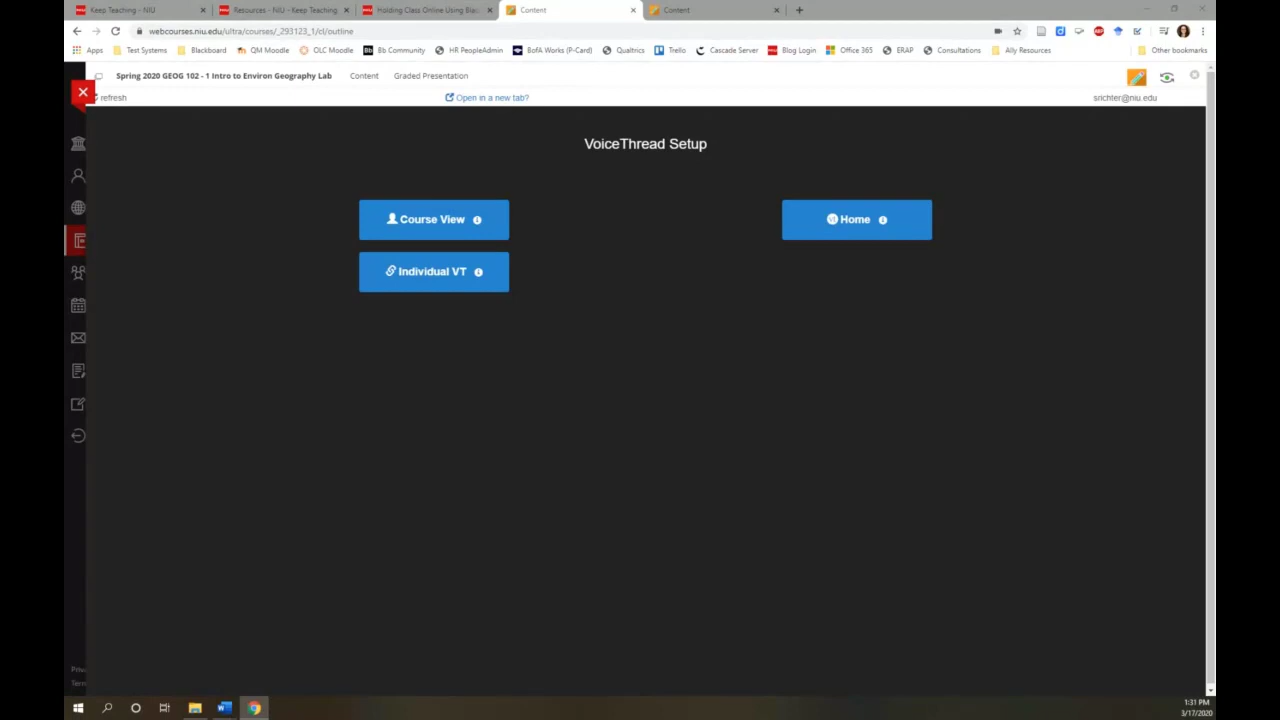 Keep Teaching - NIU
Resources - NIU - Keep Teaching
Holding Class Online Using Blac
Content
Content
webcourses.niu.edu/ultra/courses/_293123_1/cl/outline
Apps
Test Systems
Blackboard
QM Moodle
OLC Moodle
Bb Community
HR PeopleAdmin
BofA Works (P-Card)
Qualtrics
Trello
Cascade Server
Blog Login
Office 365
ERAP
Consultations
Ally Resources
Other bookmarks
Spring 2020 GEOG 102 - 1 Intro to Environ Geography Lab
Content
Graded Presentation
refresh
Open in a new tab?
srichter@niu.edu
VoiceThread Setup
Course View
Home
Individual VT
Priva
Term
1:31 PM
3/17/2020